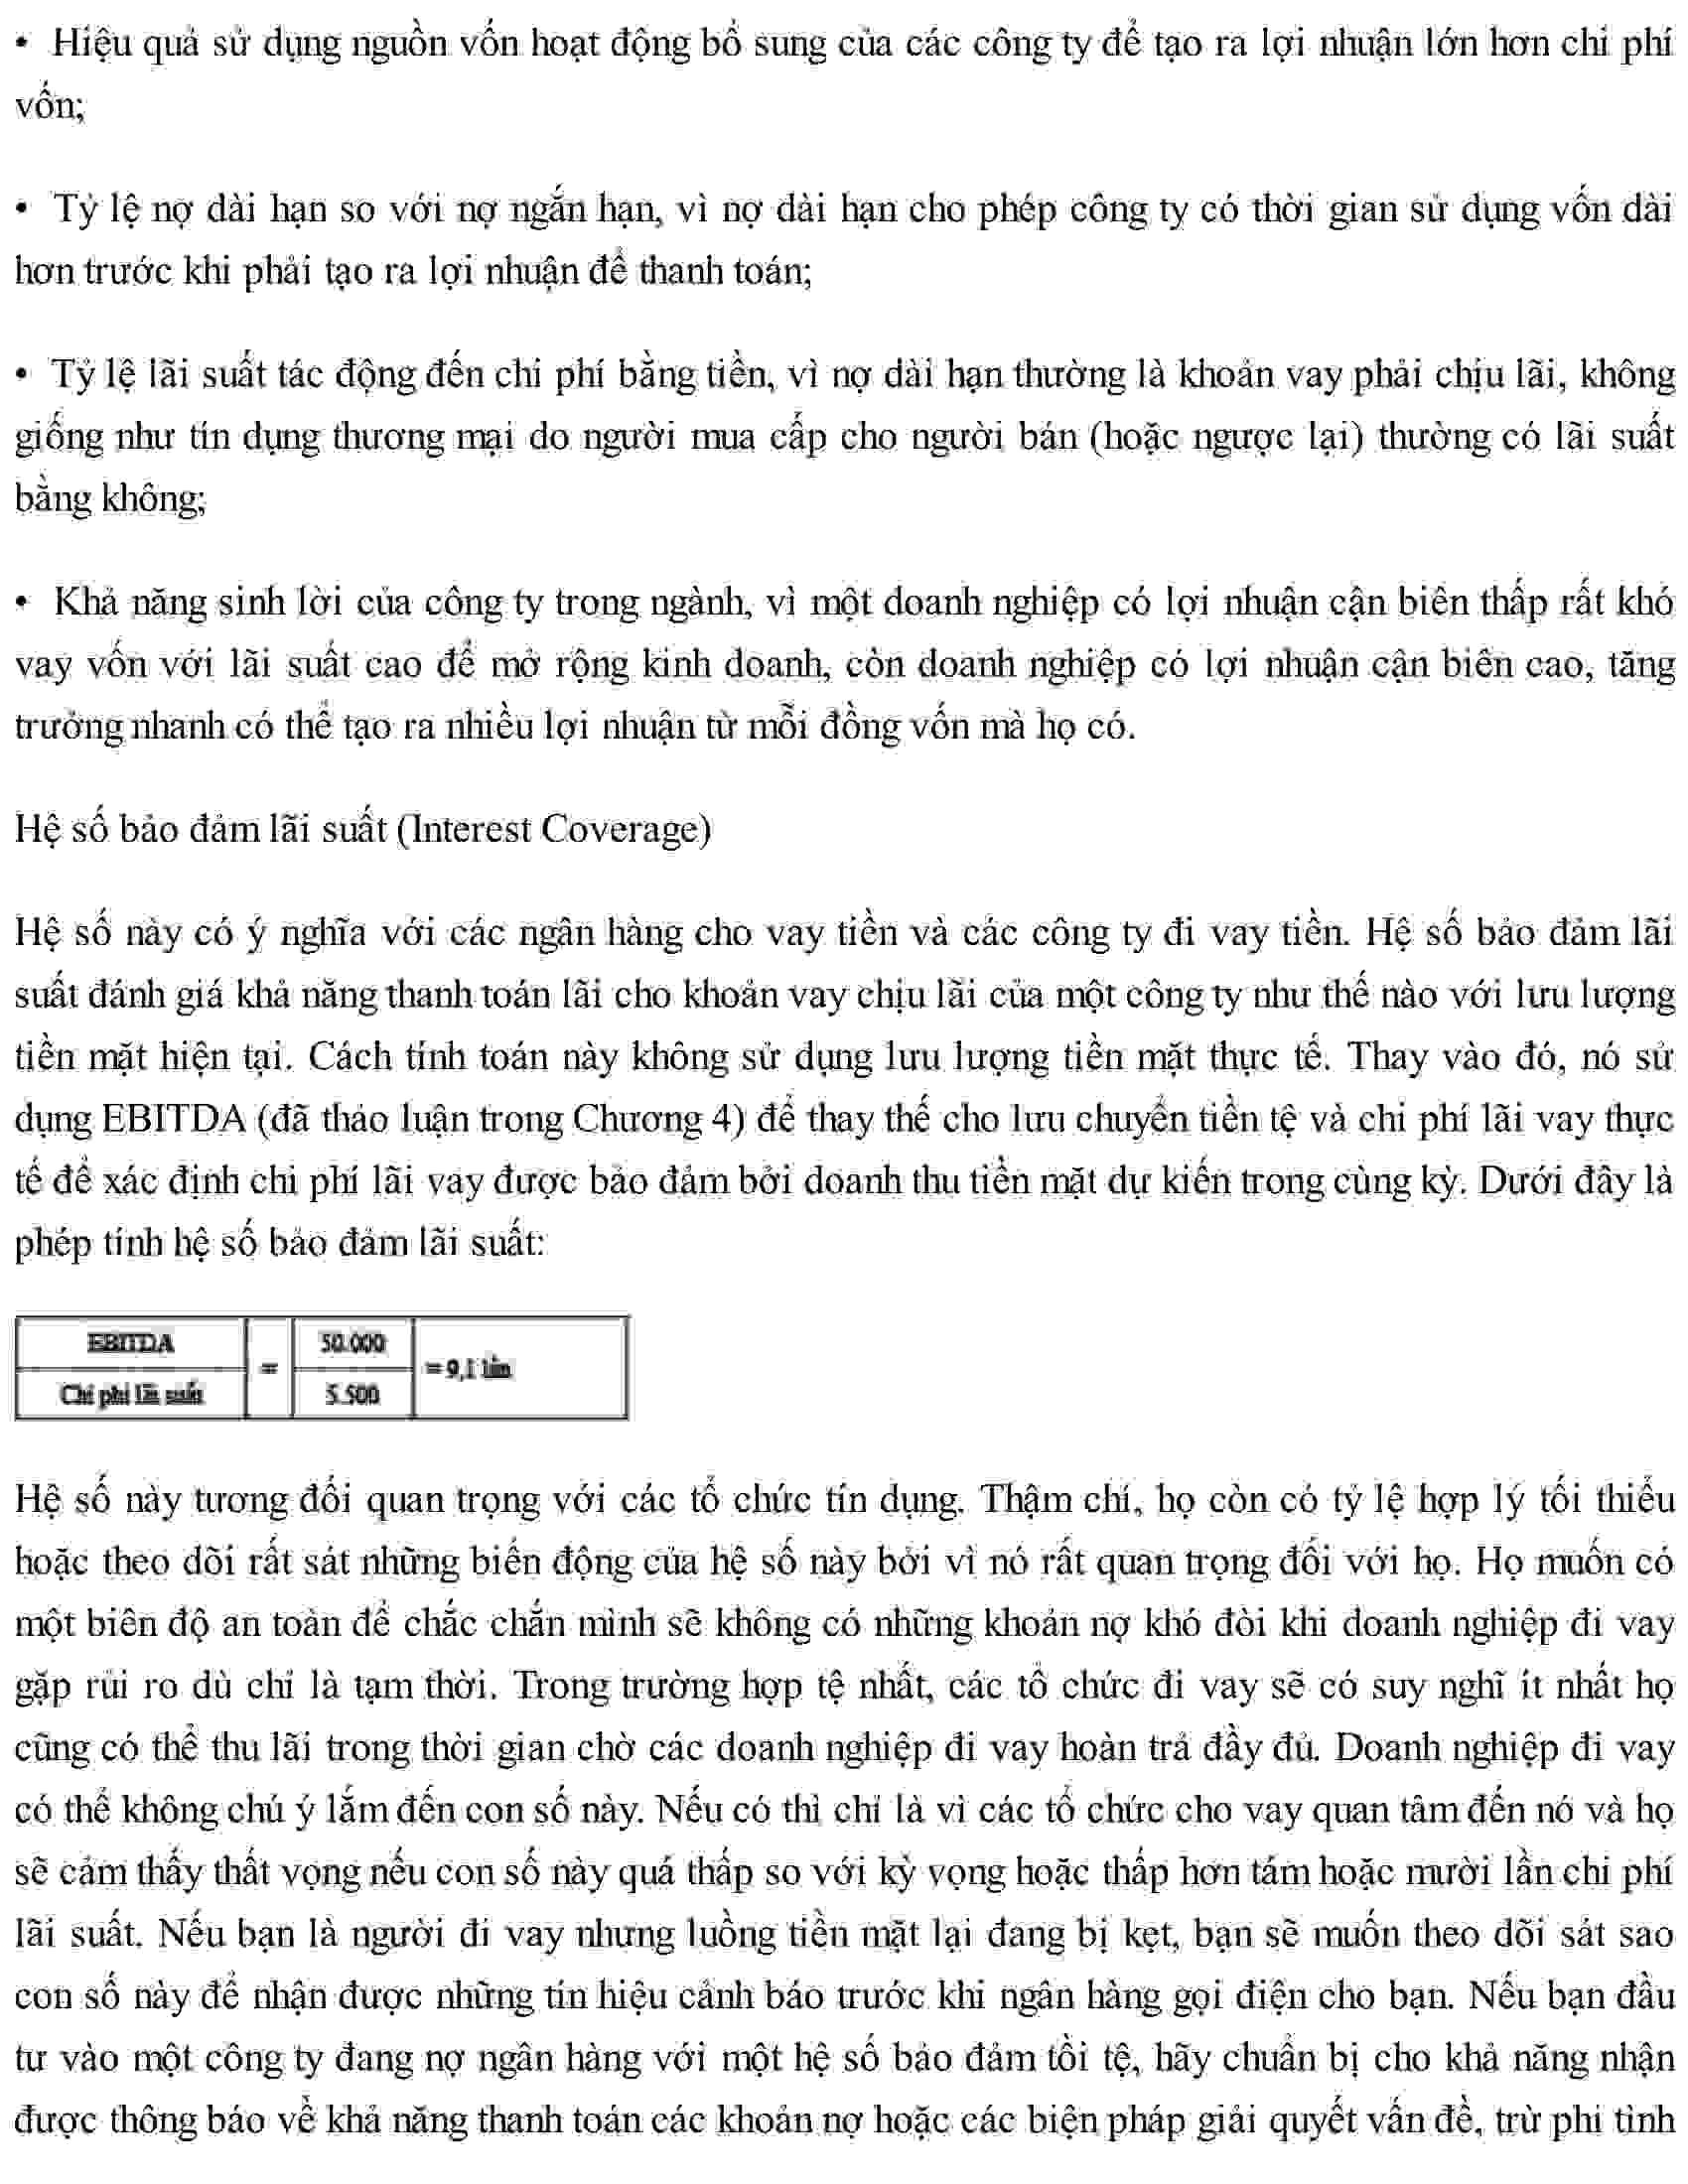 • Hiệu quả sử dụng nguồn vốn hoạt động bổ sung của các công ty để tạo ra lợi nhuận lớn hơn chi phí
vốn;
• Tỷ lệ nợ dài hạn so với nợ ngắn hạn, vì nợ dài hạn cho phép công ty có thời gian sử dụng vốn dài
hơn trước khi phải tạo ra lợi nhuận để thanh toán;
• Tỷ lệ lãi suất tác động đến chi phí bằng tiền, vì nợ dài hạn thường là khoản vay phải chịu lãi, không
giống như tín dụng thương mại do người mua cấp cho người bán (hoặc ngược lại) thường có lãi suất
bằng không;
• Khả năng sinh lời của công ty trong ngành, vì một doanh nghiệp có lợi nhuận cận biên thấp rất khó
vay vốn với lãi suất cao để mở rộng kinh doanh, còn doanh nghiệp có lợi nhuận cận biên cao, tăng
trưởng nhanh có thể tạo ra nhiều lợi nhuận từ mỗi đồng vốn mà họ có.
Hệ số bảo đảm lãi suất (Interest Coverage)
Hệ số này có ý nghĩa với các ngân hàng cho vay tiền và các công ty đi vay tiền. Hệ số bảo đảm lãi
suất đánh giá khả năng thanh toán lãi cho khoản vay chịu lãi của một công ty như thế nào với lưu lượng
tiền mặt hiện tại. Cách tính toán này không sử dụng lưu lượng tiền mặt thực tế. Thay vào đó, nó sử
dụng EBITDA (đã thảo luận trong Chương 4) để thay thế cho lưu chuyển tiền tệ và chi phí lãi vay thực
tế để xác định chi phí lãi vay được bảo đảm bởi doanh thu tiền mặt dự kiến trong cùng kỳ. Dưới đây là
phép tính hệ số bảo đảm lãi suất:
EBITDA = 50.000 = 9,1 lần
Chi phí lãi suất 5.500
Hệ số này tương đối quan trọng với các tổ chức tín dụng. Thậm chí, họ còn có tỷ lệ hợp lý tối thiểu
hoặc theo dõi rất sát những biến động của hệ số này bởi vì nó rất quan trọng đối với họ. Họ muốn có
một biên độ an toàn để chắc chắn mình sẽ không có những khoản nợ khó đòi khi doanh nghiệp đi vay
gặp rủi ro dù chỉ là tạm thời. Trong trường hợp tệ nhất, các tổ chức đi vay sẽ có suy nghĩ ít nhất họ
cũng có thể thu lãi trong thời gian chờ các doanh nghiệp đi vay hoàn trả đầy đủ. Doanh nghiệp đi vay
có thể không chú ý lắm đến con số này. Nếu có thì chỉ là vì các tổ chức cho vay quan tâm đến nó và họ
sẽ cảm thấy thất vọng nếu con số này quá thấp so với kỳ vọng hoặc thấp hơn tám hoặc mười lần chi phí
lãi suất. Nếu bạn là người đi vay nhưng luồng tiền mặt lại đang bị kẹt, bạn sẽ muốn theo dõi sát sao
con số này để nhận được những tín hiệu cảnh báo trước khi ngân hàng gọi điện cho bạn. Nếu bạn đầu
tư vào một công ty đang nợ ngân hàng với một hệ số bảo đảm tồi tệ, hãy chuẩn bị cho khả năng nhận
được thông báo về khả năng thanh toán các khoản nợ hoặc các biện pháp giải quyết vấn đề, trừ phi tình